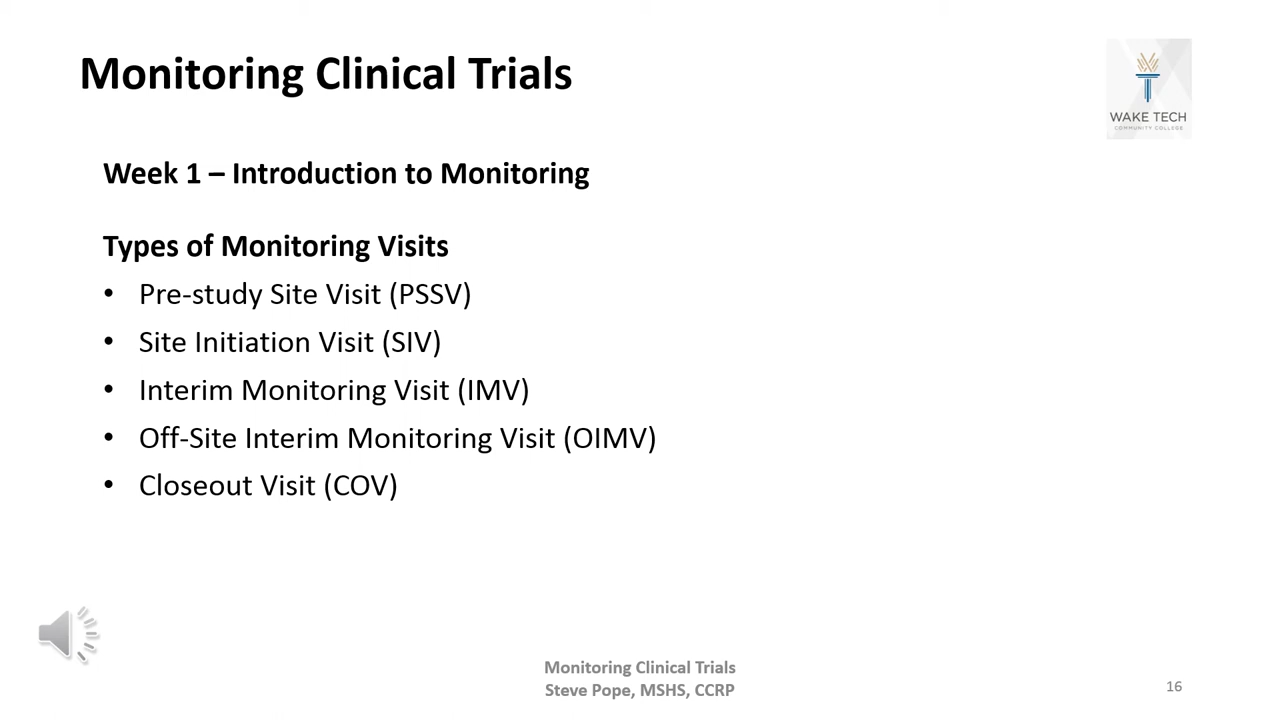 Monitoring Clinical Trials
WAKE TECH
COMMUNITY COLLEGE
Week 1 – Introduction to Monitoring
Types of Monitoring Visits
• Pre-study Site Visit (PSSV)
• Site Initiation Visit (SIV)
• Interim Monitoring Visit (IMV)
• Off-Site Interim Monitoring Visit (OIMV)
• Closeout Visit (COV)
Monitoring Clinical Trials
Steve Pope, MSHS, CCRP
16